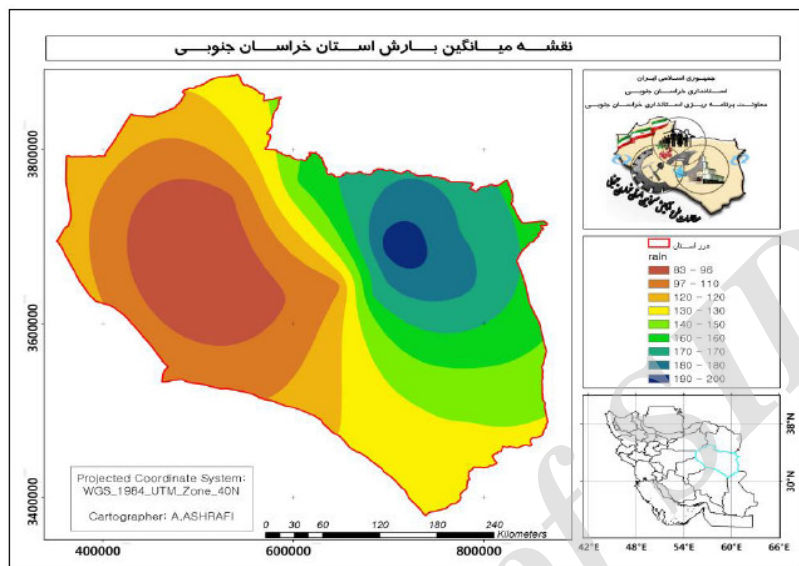 نقشه میانگین بارش استان خراسان جنوبی
جمهوری اسلامی ایران
استانداری خراسان جنوبی
معاونت برنامه ریزی استانداری خراسان جنوبی
مرز استان
rain
83 - 96
97 - 110
120 - 120
130 - 130
140 - 150
160 - 160
170 - 170
180 - 180
190 - 200
3800000
3600000
3400000
400000
600000
800000
Projected Coordinate System:
WGS_1984_UTM_Zone_40N
Cartographer: A.ASHRAFI
0 30 60 120 180 240
Kilometers
38°N
30°N
42°E 48°E 54°E 60°E 66°E
of SID